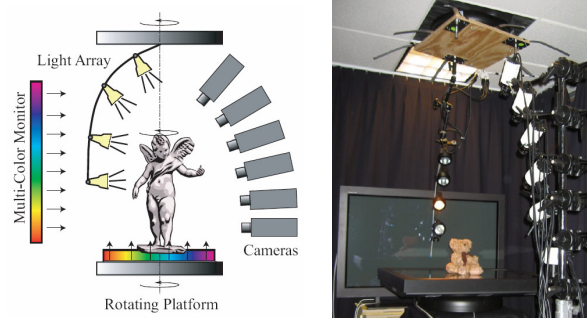 Light Array
Multi-Color Monitor
Cameras
Rotating Platform